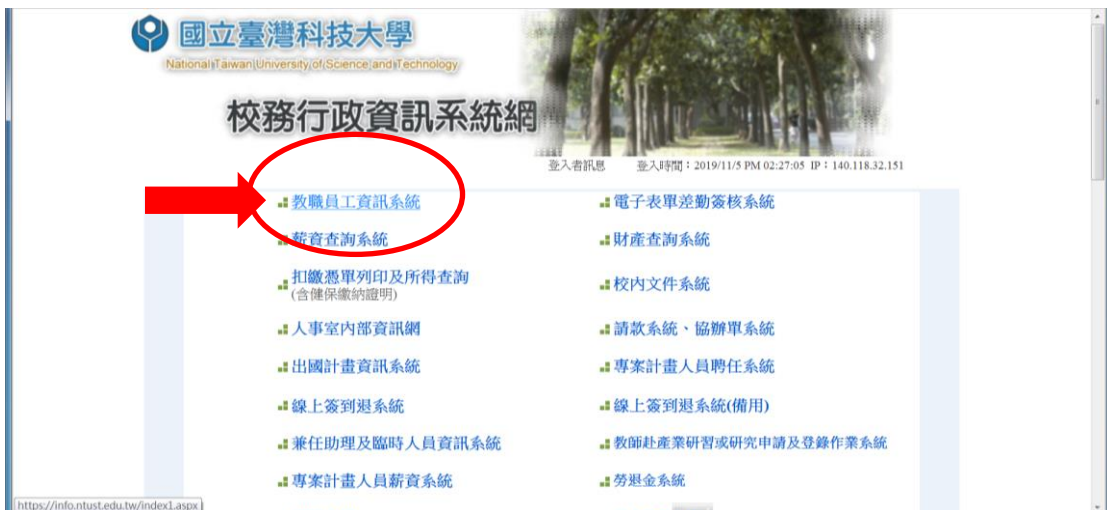 國立臺灣科技大學
National Taiwan University of Science and Technology
校務行政資訊系統網
登入者訊息 登入時間：2019/11/5 PM 02:27:05 IP：140.118.32.151
教職員工資訊系統 電子表單差勤簽核系統
薪資查詢系統 財產查詢系統
扣繳憑單列印及所得查詢
(含健保繳納證明) 校內文件系統
人事室內部資訊網 請款系統、協辦單系統
出國計畫資訊系統 專案計畫人員聘任系統
線上簽到退系統 線上簽到退系統(備用)
兼任助理及臨時人員資訊系統 教師赴產業研習或研究申請及登錄作業系統
專案計畫人員薪資系統 勞退金系統
https://info.ntust.edu.tw/index1.aspx